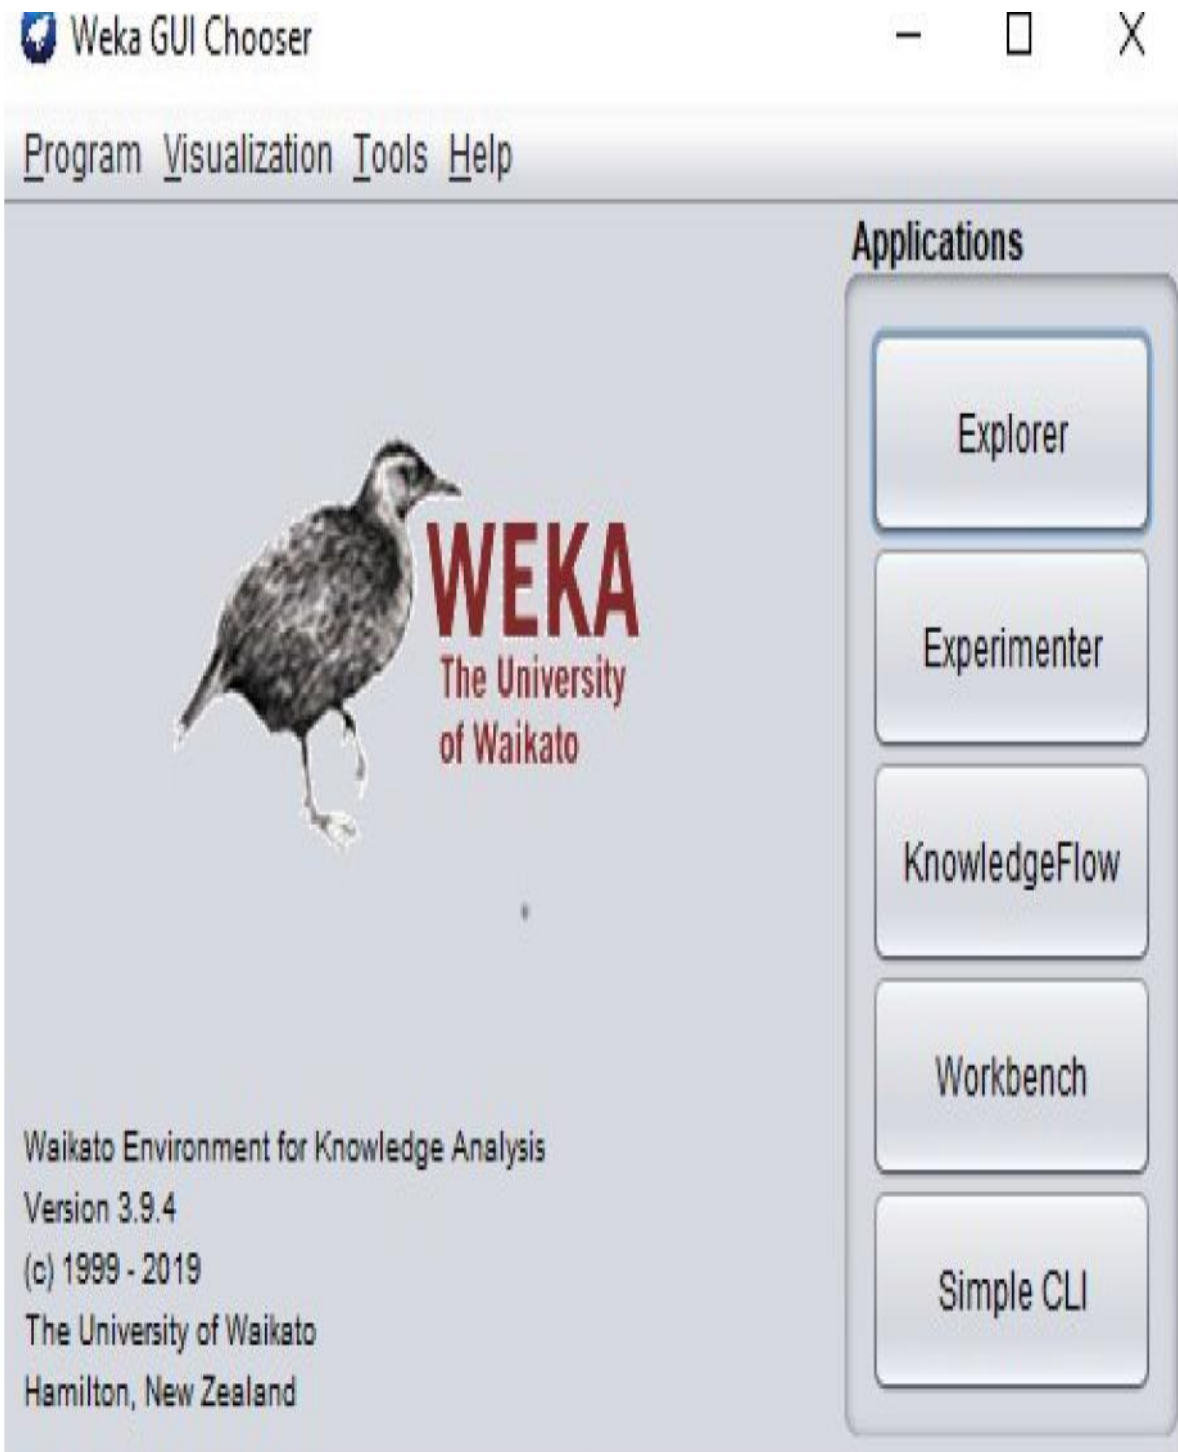 Weka GUI Chooser
Program Visualization Tools Help
Applications
Explorer
Experimenter
KnowledgeFlow
Workbench
Simple CLI
WEKA
The University
of Waikato
Waikato Environment for Knowledge Analysis
Version 3.9.4
(c) 1999 - 2019
The University of Waikato
Hamilton, New Zealand